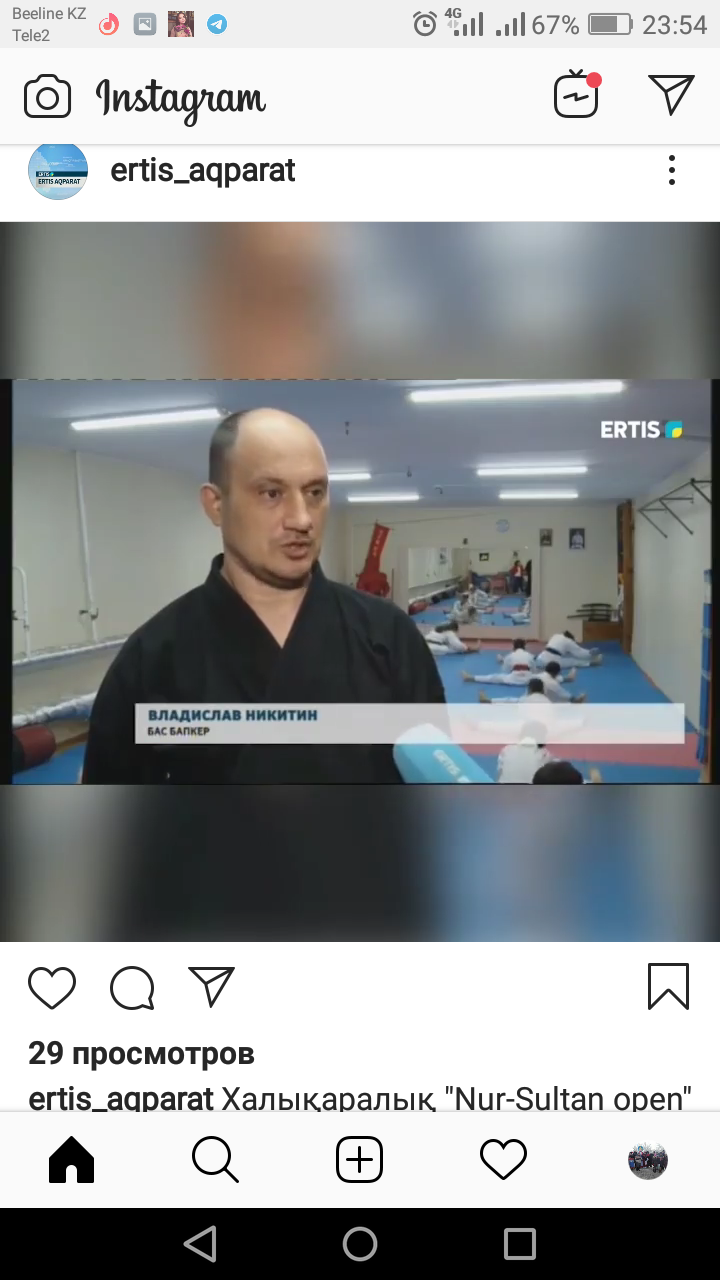 Beeline KZ
Tele2
4G
67%
23:54
Instagram
ERTIS AQPARAT
ertis_aqparat
ERTIS
ВЛАДИСЛАВ НИКИТИН
БАС БАПКЕР
ERTIS
29 просмотров
ertis_aqparat Халықаралық "Nur-Sultan open"